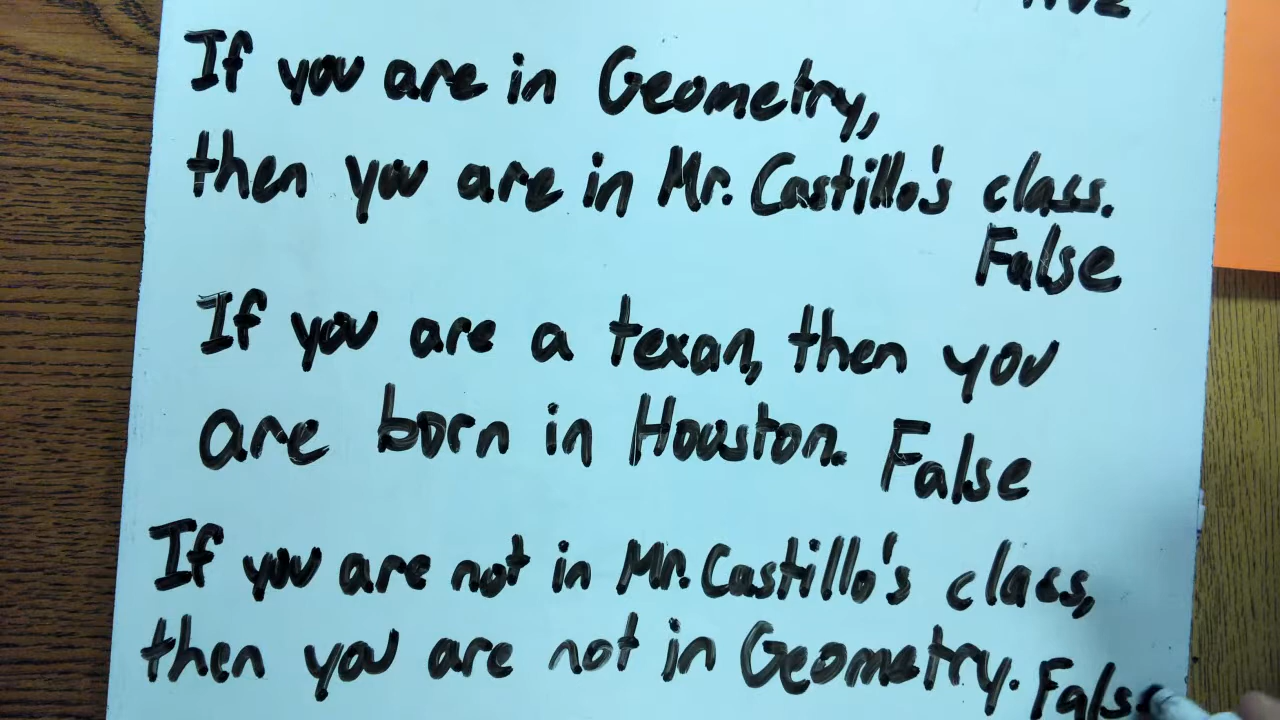 If you are in Geometry,
then you are in Mr. Castillo's class.
False
If you are a texan, then you
are born in Houston. False
If you are not in Mr. Castillo's class,
then you are not in Geometry. False